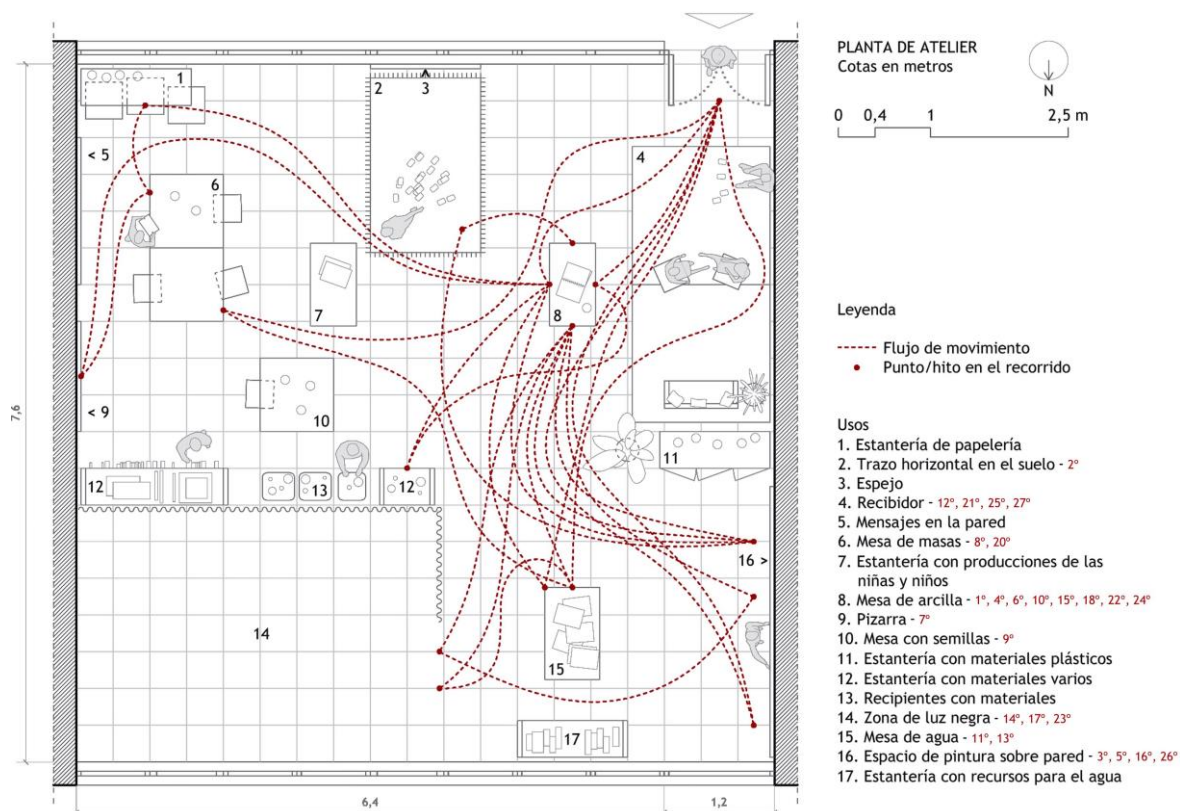 1
2
3
4
< 5
6
7
8
< 9
10
11
12
13
12
16 >
14
15
17
7,6
6,4
1,2
PLANTA DE ATELIER
Cotas en metros
N
0 0,4 1 2,5 m
Leyenda
Flujo de movimiento
Punto/hito en el recorrido
Usos
1. Estantería de papelería
2. Trazo horizontal en el suelo - 2º
3. Espejo
4. Recibidor - 12º, 21º, 25º, 27º
5. Mensajes en la pared
6. Mesa de masas - 8º, 20º
7. Estantería con producciones de las
niñas y niños
8. Mesa de arcilla - 1º, 4º, 6º, 10º, 15º, 18º, 22º, 24º
9. Pizarra - 7º
10. Mesa con semillas - 9º
11. Estantería con materiales plásticos
12. Estantería con materiales varios
13. Recipientes con materiales
14. Zona de luz negra - 14º, 17º, 23º
15. Mesa de agua - 11º, 13º
16. Espacio de pintura sobre pared - 3º, 5º, 16º, 26º
17. Estantería con recursos para el agua